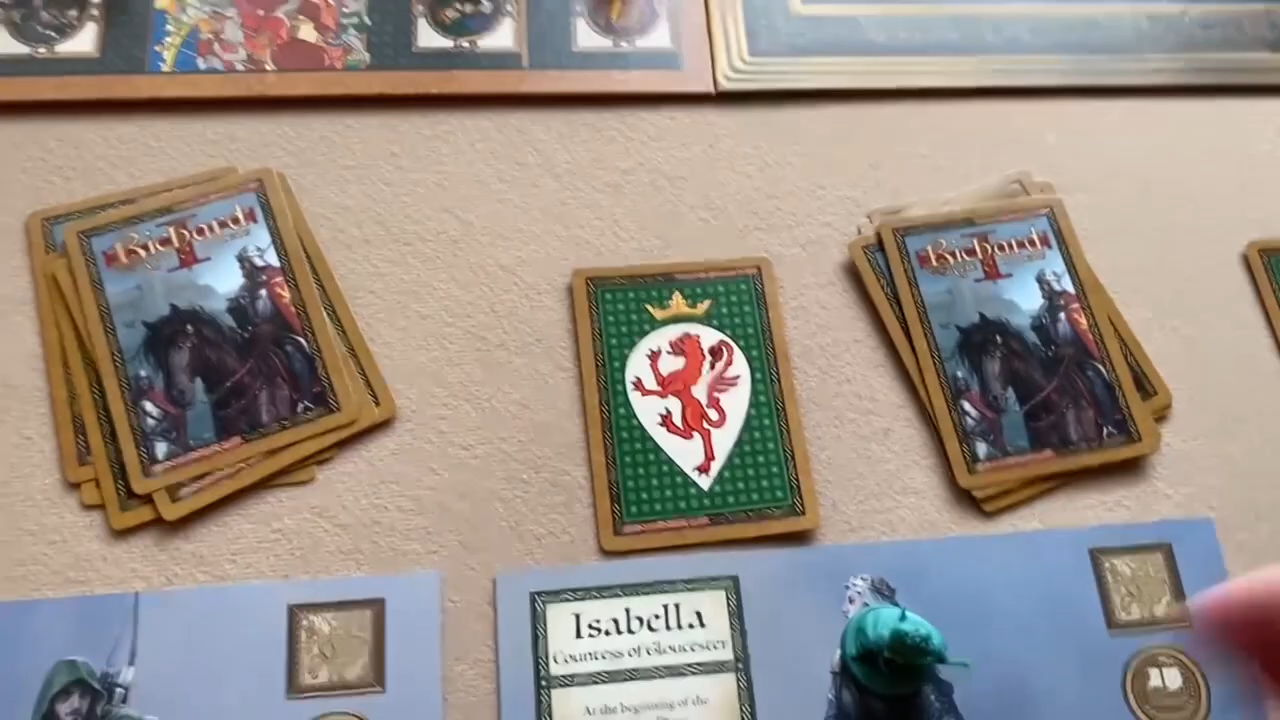 Richard
I
Richard
I
Isabella
Countess of Gloucester
At the beginning of the